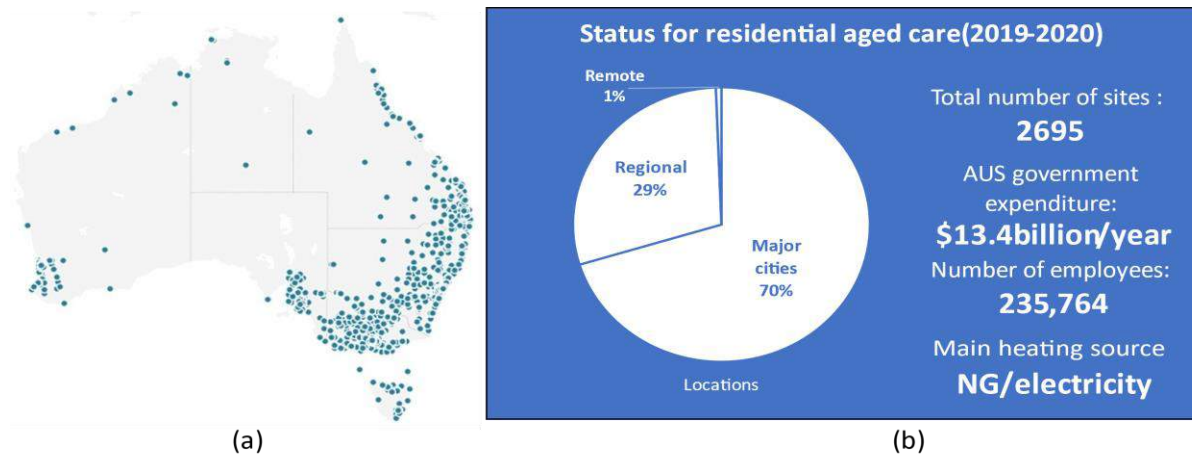 Status for residential aged care(2019-2020)
Remote
1%
Regional
29%
Major
cities
70%
Locations
Total number of sites :
2695
AUS government
expenditure:
$13.4billion/year
Number of employees:
235,764
Main heating source
NG/electricity
(a)
(b)